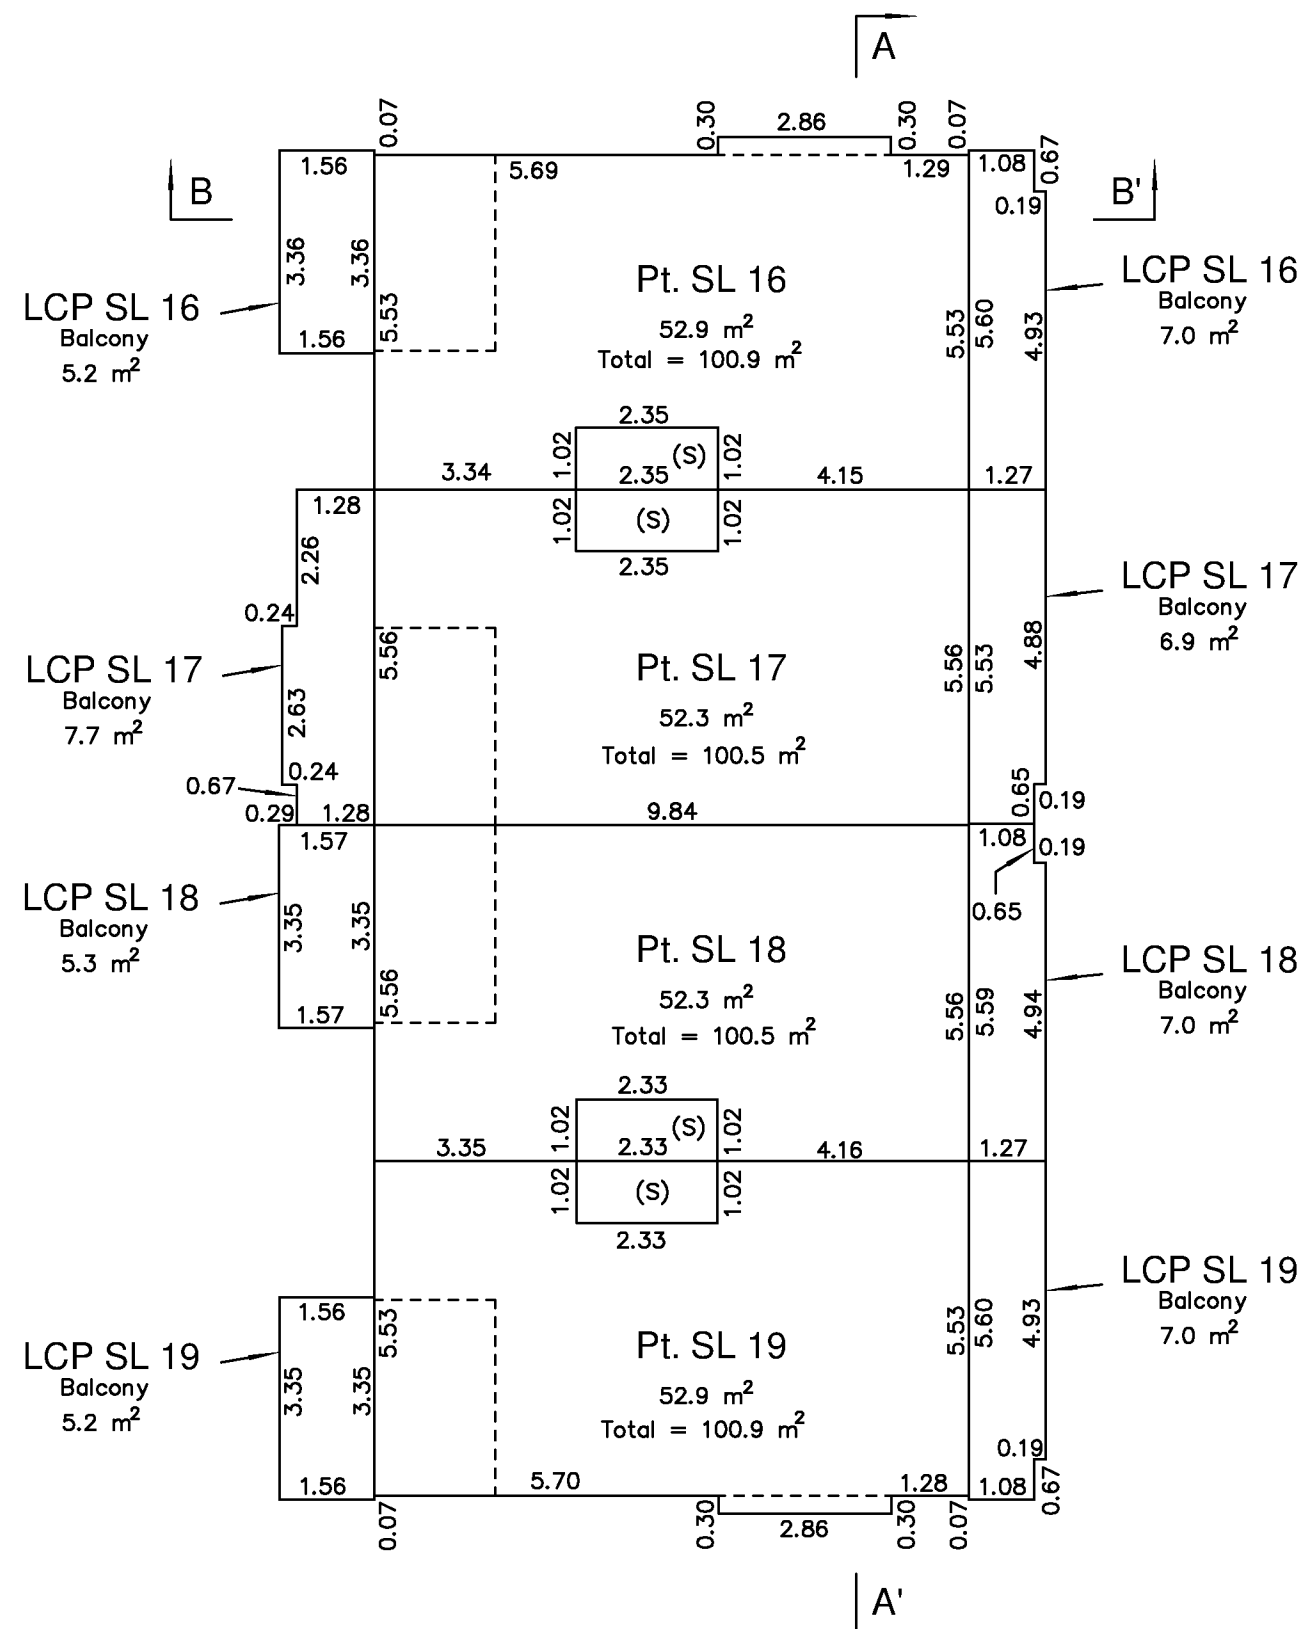 A
0.07
0.30
2.86
0.30
0.07
1.56
5.69
1.29
1.08
0.67
B
B'
0.19
3.36
3.36
5.53
Pt. SL 16
52.9 m²
Total = 100.9 m²
5.53
5.60
4.93
LCP SL 16
Balcony
5.2 m²
LCP SL 16
Balcony
7.0 m²
1.56
2.35
1.02
(S)
1.02
3.34
2.35
4.15
1.27
1.28
1.02
(S)
1.02
2.35
2.26
0.24
5.56
LCP SL 17
Balcony
7.7 m²
2.63
Pt. SL 17
52.3 m²
Total = 100.5 m²
5.56
5.53
4.88
LCP SL 17
Balcony
6.9 m²
0.24
0.67
0.29
1.28
9.84
0.65
0.19
1.57
1.08
0.19
0.65
LCP SL 18
Balcony
5.3 m²
3.35
3.35
5.56
1.57
Pt. SL 18
52.3 m²
Total = 100.5 m²
5.56
5.59
4.94
LCP SL 18
Balcony
7.0 m²
2.33
1.02
(S)
1.02
3.35
2.33
4.16
1.27
1.02
(S)
1.02
2.33
1.56
5.53
LCP SL 19
Balcony
5.2 m²
3.35
3.35
Pt. SL 19
52.9 m²
Total = 100.9 m²
5.53
5.60
4.93
LCP SL 19
Balcony
7.0 m²
0.19
1.56
5.70
1.28
1.08
0.67
0.07
0.30
2.86
0.30
0.07
A'